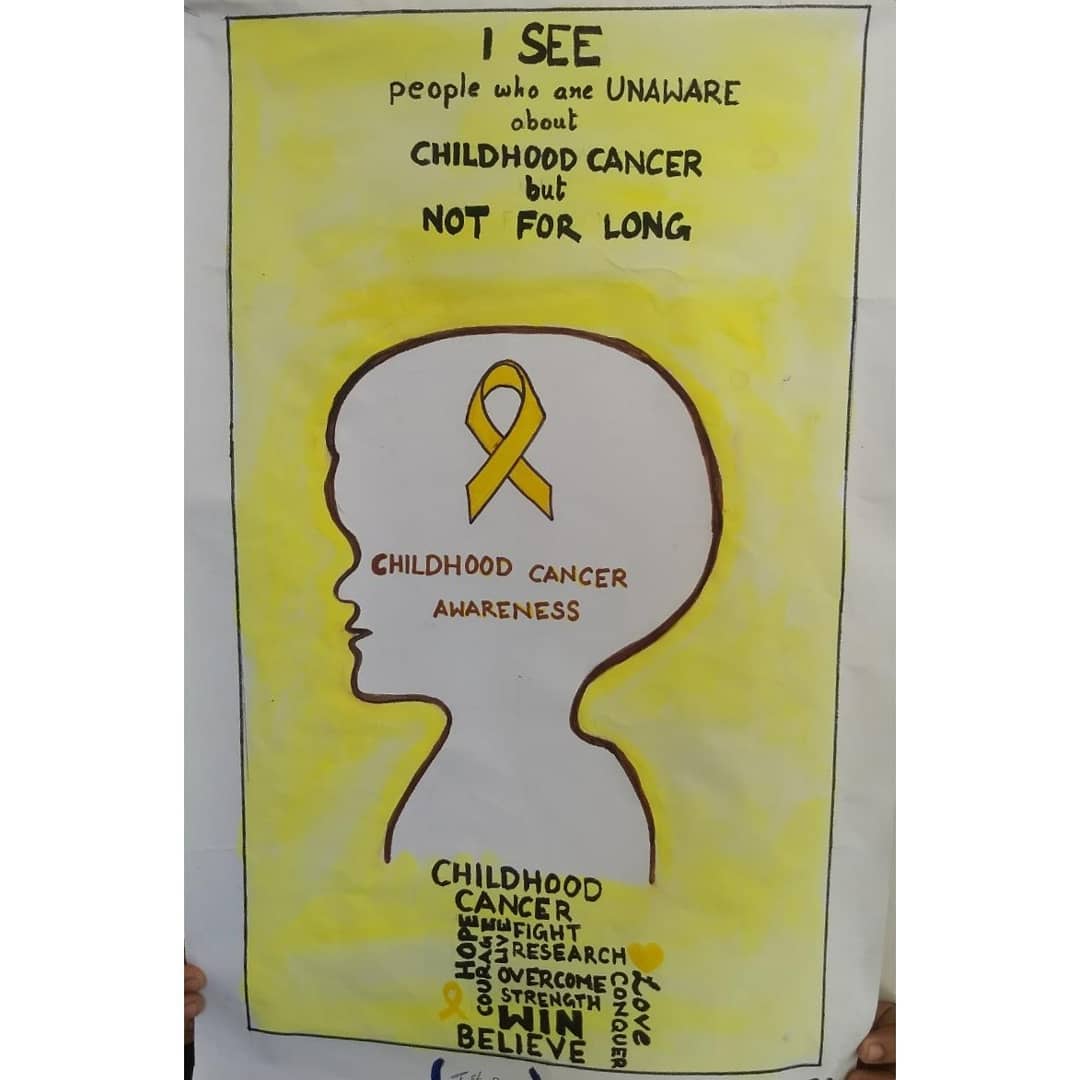 I SEE
people who are UNAWARE
about
CHILDHOOD CANCER
but
NOT FOR LONG
CHILDHOOD CANCER
AWARENESS
CHILDHOOD
CANCER
HOPE
COURAGE
LIVE
FIGHT
RESEARCH
OVERCOME
STRENGTH
WIN
BELIEVE
CONQUER
Love